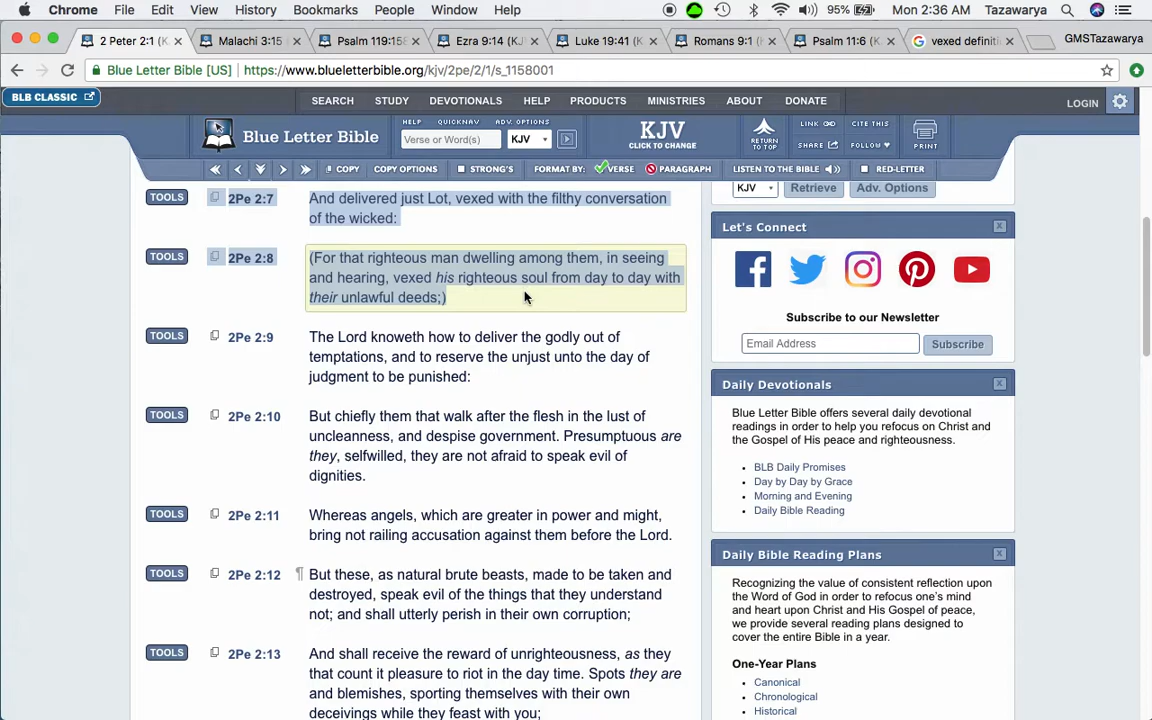 Chrome File Edit View History Bookmarks People Window Help 95% Mon 2:36 AM Tazawarya
2 Peter 2:1 (KJ Malachi 3:15 Psalm 119:158 Ezra 9:14 (KJV Luke 19:41 (K Romans 9:1 (K Psalm 11:6 (KJ vexed definiti GMSTazawarya
Blue Letter Bible [US] https://www.blueletterbible.org/kjv/2pe/2/1/s_1158001
BLB CLASSIC SEARCH STUDY DEVOTIONALS HELP PRODUCTS MINISTRIES ABOUT DONATE LOGIN
HELP QUICKNAV ADV. OPTIONS
Blue Letter Bible Verse or Word(s) KJV
KJV
CLICK TO CHANGE
RETURN
TO TOP
LINK CITE THIS
SHARE FOLLOW
PRINT
COPY COPY OPTIONS STRONG'S FORMAT BY: VERSE PARAGRAPH LISTEN TO THE BIBLE RED-LETTER
TOOLS 2Pe 2:7 And delivered just Lot, vexed with the filthy conversation
of the wicked:
TOOLS 2Pe 2:8 (For that righteous man dwelling among them, in seeing
and hearing, vexed his righteous soul from day to day with
their unlawful deeds;)
TOOLS 2Pe 2:9 The Lord knoweth how to deliver the godly out of
temptations, and to reserve the unjust unto the day of
judgment to be punished:
TOOLS 2Pe 2:10 But chiefly them that walk after the flesh in the lust of
uncleanness, and despise government. Presumptuous are
they, selfwilled, they are not afraid to speak evil of
dignities.
TOOLS 2Pe 2:11 Whereas angels, which are greater in power and might,
bring not railing accusation against them before the Lord.
TOOLS 2Pe 2:12 ¶ But these, as natural brute beasts, made to be taken and
destroyed, speak evil of the things that they understand
not; and shall utterly perish in their own corruption;
TOOLS 2Pe 2:13 And shall receive the reward of unrighteousness, as they
that count it pleasure to riot in the day time. Spots they are
and blemishes, sporting themselves with their own
deceivings while they feast with you;
KJV Retrieve Adv. Options
Let's Connect
Subscribe to our Newsletter
Email Address Subscribe
Daily Devotionals
Blue Letter Bible offers several daily devotional
readings in order to help you refocus on Christ and
the Gospel of His peace and righteousness.
• BLB Daily Promises
• Day by Day by Grace
• Morning and Evening
• Daily Bible Reading
Daily Bible Reading Plans
Recognizing the value of consistent reflection upon
the Word of God in order to refocus one's mind
and heart upon Christ and His Gospel of peace,
we provide several reading plans designed to
cover the entire Bible in a year.
One-Year Plans
• Canonical
• Chronological
• Historical